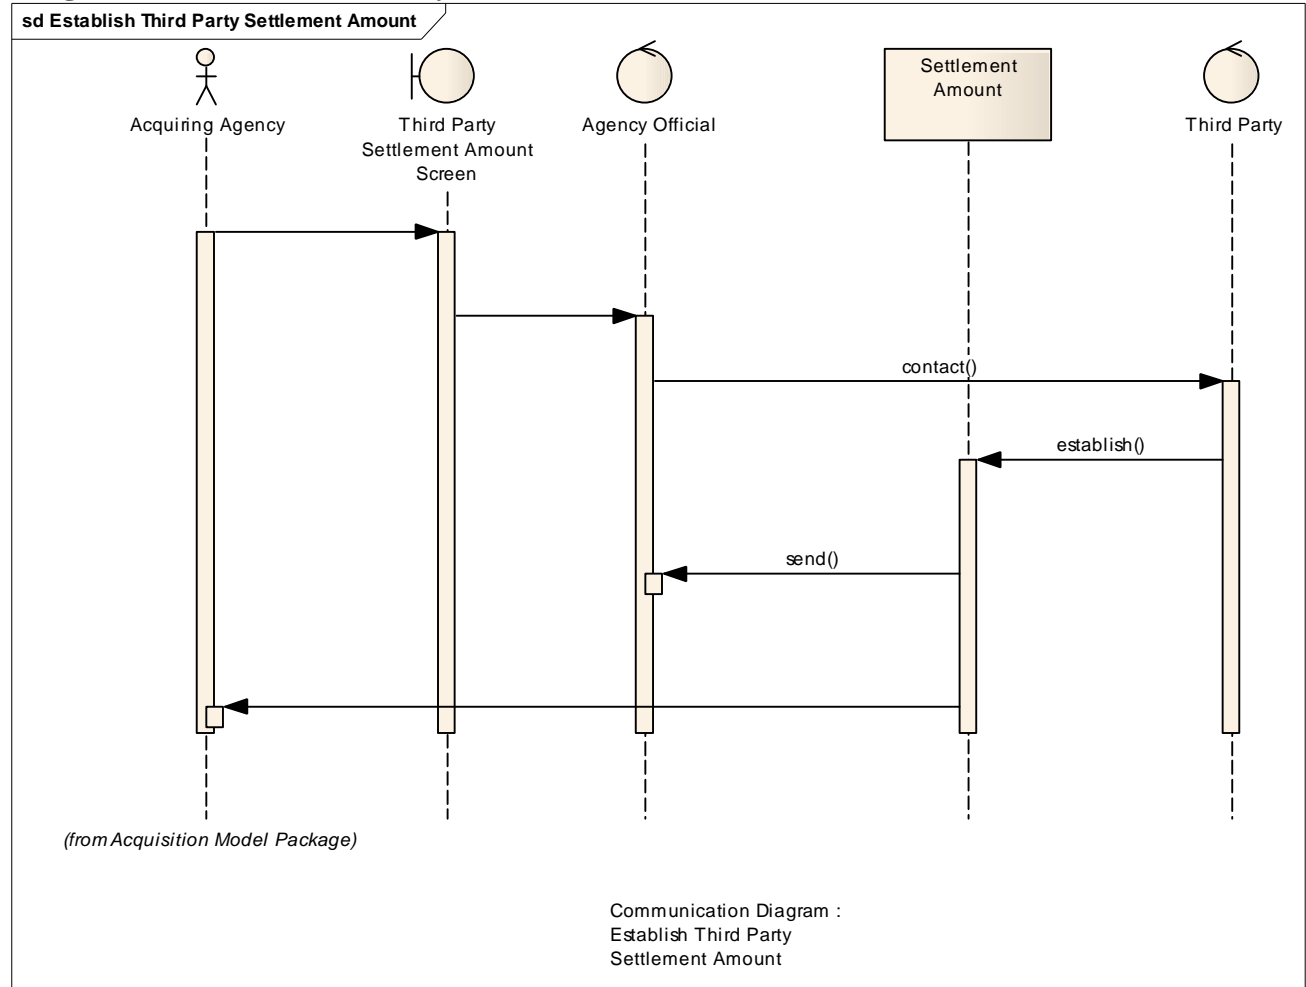 sd Establish Third Party Settlement Amount
Acquiring Agency
Third Party
Settlement Amount
Screen
Agency Official
Settlement
Amount
Third Party
contact()
establish()
send()
(from Acquisition Model Package)
Communication Diagram :
Establish Third Party
Settlement Amount